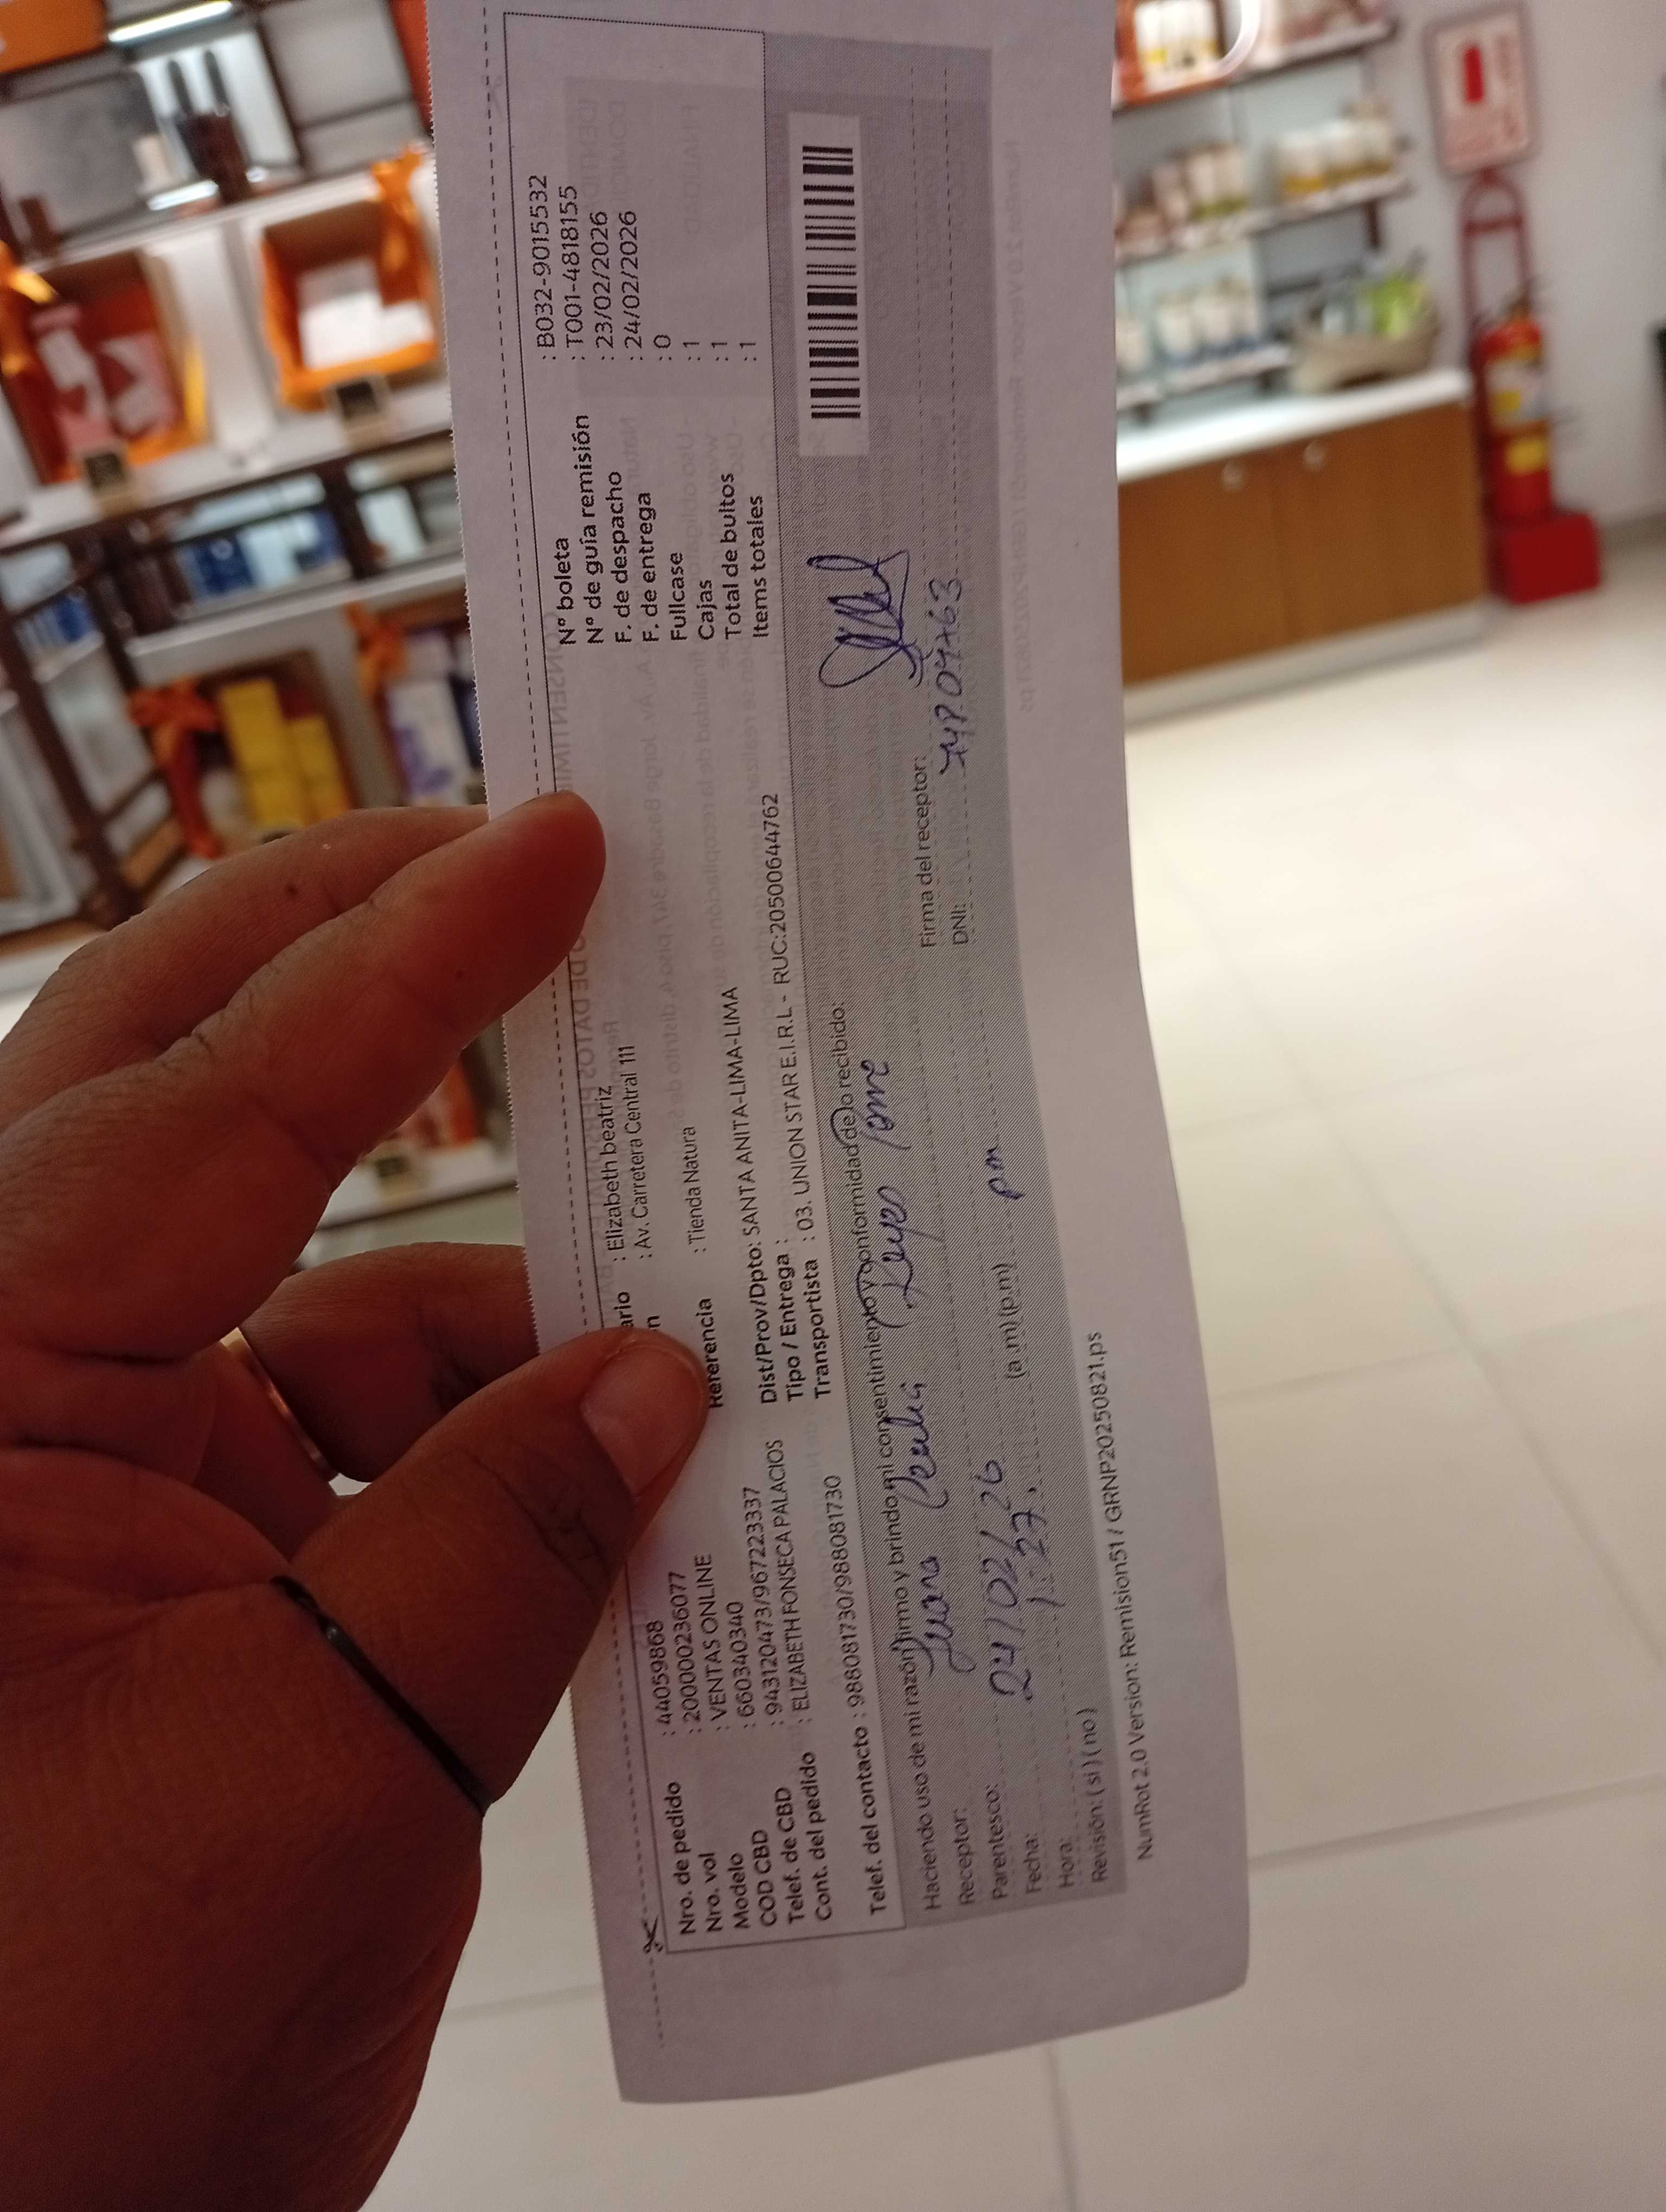 Nro. de pedido : 44059868
Nro. vol : 20000236077
Modelo : VENTAS ONLINE
COD CBD : 660340340
Telef. de CBD : 943120473/967223337
Cont. del pedido : ELIZABETH FONSECA PALACIOS
Telef. del contacto : 988081730/988081730
ario : Elizabeth beatriz
n : Av. Carretera Central 111
Referencia : Tienda Natura
Dist/Prov/Dpto: SANTA ANITA-LIMA-LIMA
Tipo / Entrega :
Transportista : 03. UNION STAR E.I.R.L - RUC:20500644762
N° boleta : B032-9015532
N° de guía remisión : T001-4818155
F. de despacho : 23/02/2026
F. de entrega : 24/02/2026
Fullcase : 0
Cajas : 1
Total de bultos : 1
Items totales : 1
Haciendo uso de mi razón firmo y brindo mi consentimiento y conformidad de lo recibido:
Receptor: Juana Reyes
Parentesco:
Fecha: 24/02/26
Hora: 1:27 (a.m) (p.m) pm
Revisión: ( si ) ( no )
Firma del receptor:
DNI:
NumRot 2.0 Version: Remision51 / GRNP20250821.ps